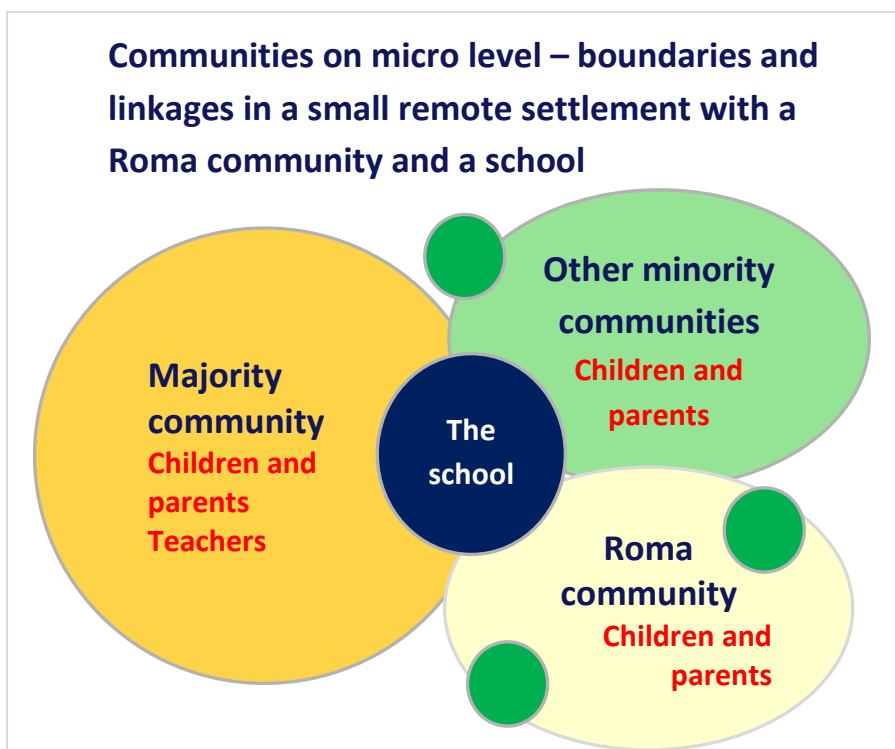 Communities on micro level – boundaries and
linkages in a small remote settlement with a
Roma community and a school
Majority
community
Children and
parents
Teachers
The
school
Other minority
communities
Children and
parents
Roma
community
Children and
parents